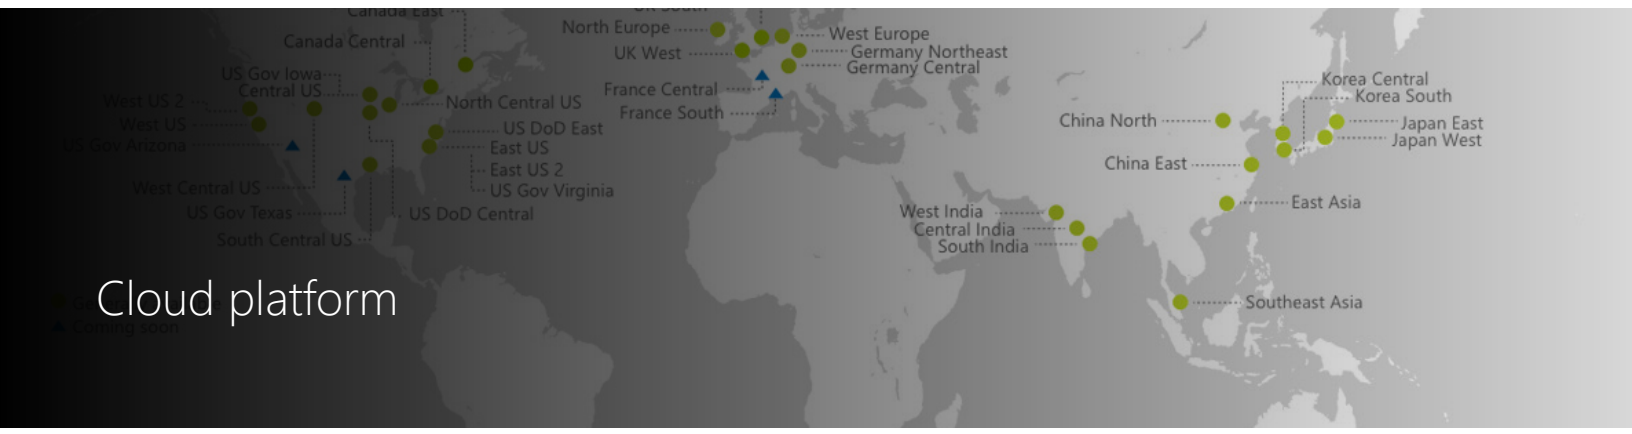 Canada East
UK South
North Europe
West Europe
Canada Central
UK West
Germany Northeast
Germany Central
US Gov Iowa
Central US
Korea Central
France Central
Korea South
West US 2
North Central US
France South
West US
US DoD East
China North
Japan East
US Gov Arizona
East US
Japan West
East US 2
China East
West Central US
US Gov Virginia
US Gov Texas
US DoD Central
West India
East Asia
Central India
South Central US
South India
Cloud platform
Southeast Asia
Coming soon